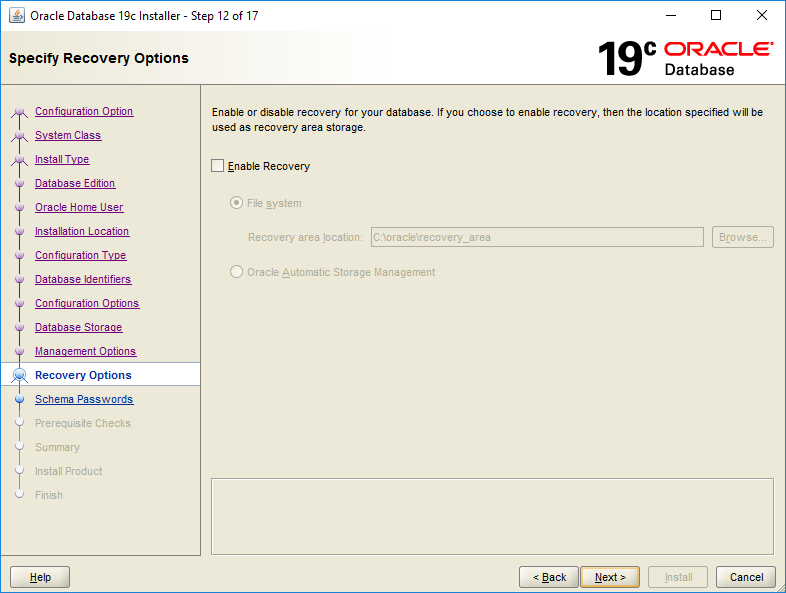 Oracle Database 19c Installer - Step 12 of 17
Specify Recovery Options
19c ORACLE
Database
Configuration Option
System Class
Install Type
Database Edition
Oracle Home User
Installation Location
Configuration Type
Database Identifiers
Configuration Options
Database Storage
Management Options
Recovery Options
Schema Passwords
Prerequisite Checks
Summary
Install Product
Finish
Enable or disable recovery for your database. If you choose to enable recovery, then the location specified will be
used as recovery area storage.
Enable Recovery
File system
Recovery area location: C:\oracle\recovery_area Browse...
Oracle Automatic Storage Management
Help < Back Next > Install Cancel